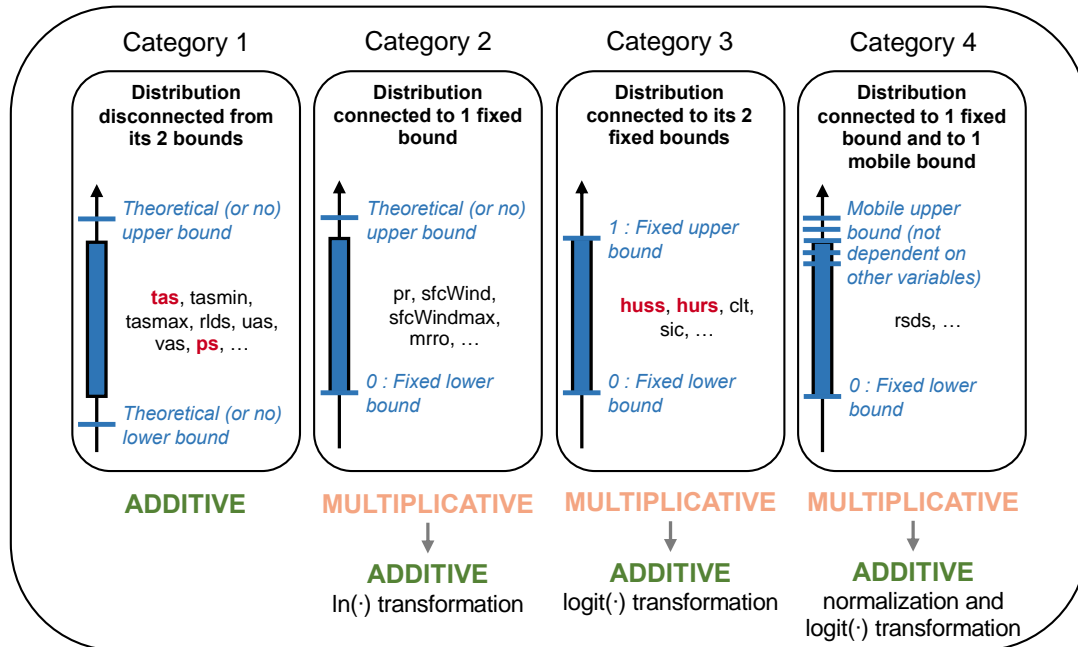 Category 1
Distribution
disconnected from
its 2 bounds
Theoretical (or no)
upper bound
tas, tasmin,
tasmax, rlds, uas,
vas, ps, …
Theoretical (or no)
lower bound
ADDITIVE
Category 2
Distribution
connected to 1 fixed
bound
Theoretical (or no)
upper bound
pr, sfcWind,
sfcWindmax,
mrro, …
0 : Fixed lower
bound
MULTIPLICATIVE
ADDITIVE
ln(·) transformation
Category 3
Distribution
connected to its 2
fixed bounds
1 : Fixed upper
bound
huss, hurs, clt,
sic, …
0 : Fixed lower
bound
MULTIPLICATIVE
ADDITIVE
logit(·) transformation
Category 4
Distribution
connected to 1 fixed
bound and to 1
mobile bound
Mobile upper
bound (not
dependent on
other variables)
rsds, …
0 : Fixed lower
bound
MULTIPLICATIVE
ADDITIVE
normalization and
logit(·) transformation